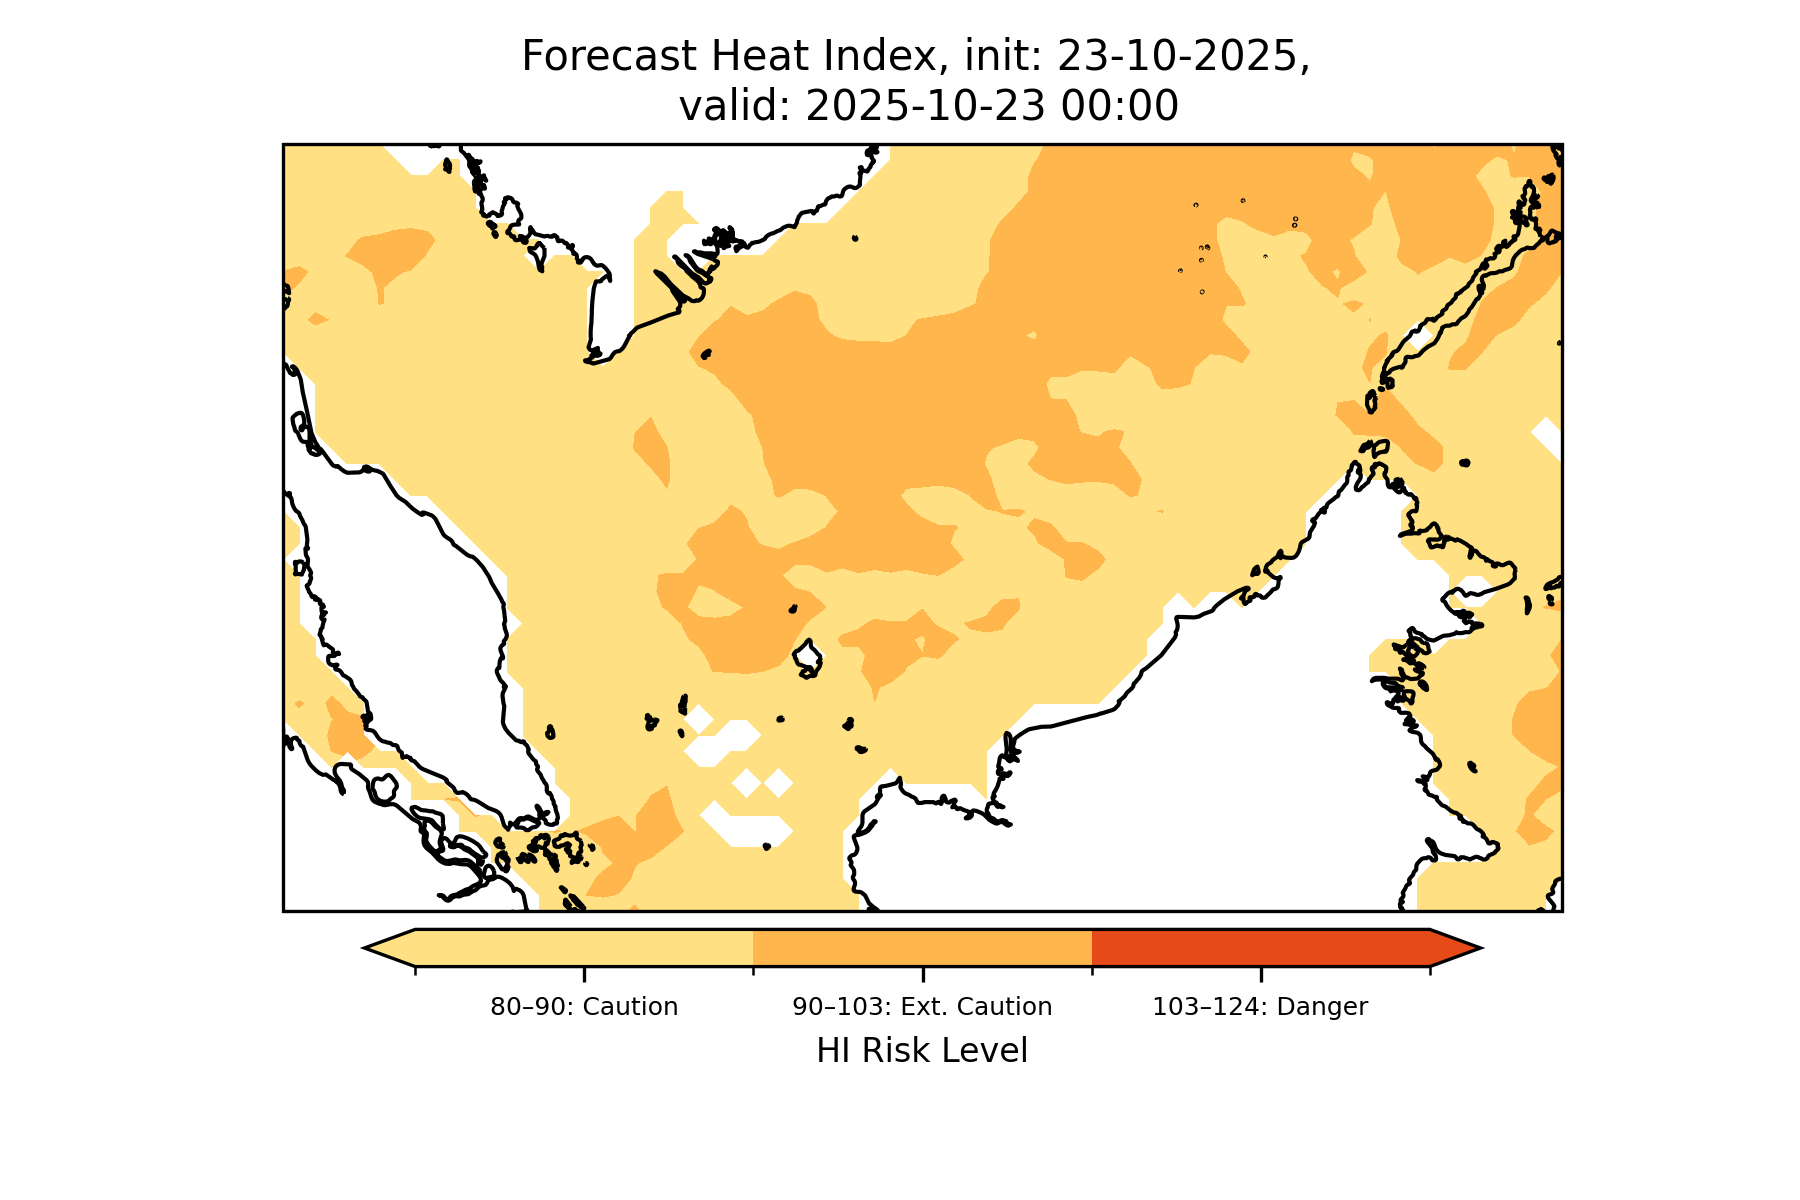 Forecast Heat Index, init: 23-10-2025,
valid: 2025-10-23 00:00
80–90: Caution
90–103: Ext. Caution
103–124: Danger
HI Risk Level